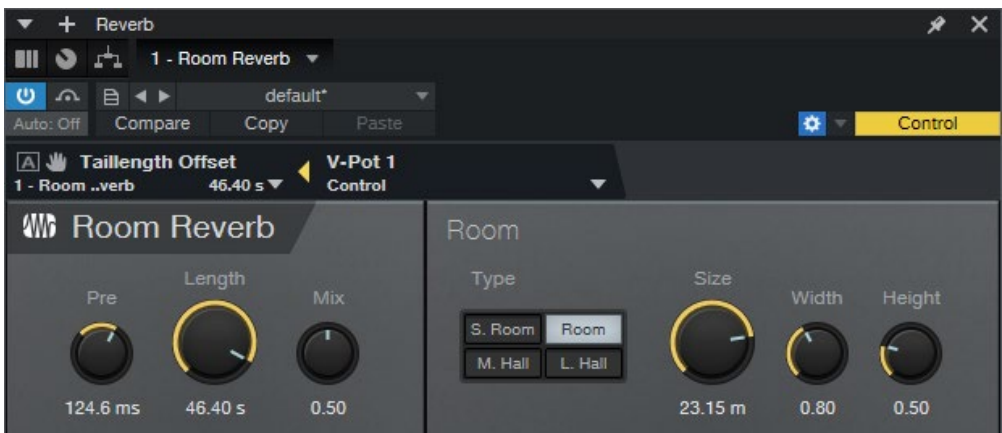 Reverb
1 - Room Reverb
default*
Auto: Off Compare Copy Paste Control
A Taillength Offset V-Pot 1
1 - Room ..verb 46.40 s Control
Room Reverb Room
Pre Length Mix Type Size Width Height
S. Room Room
M. Hall L. Hall
124.6 ms 46.40 s 0.50 23.15 m 0.80 0.50